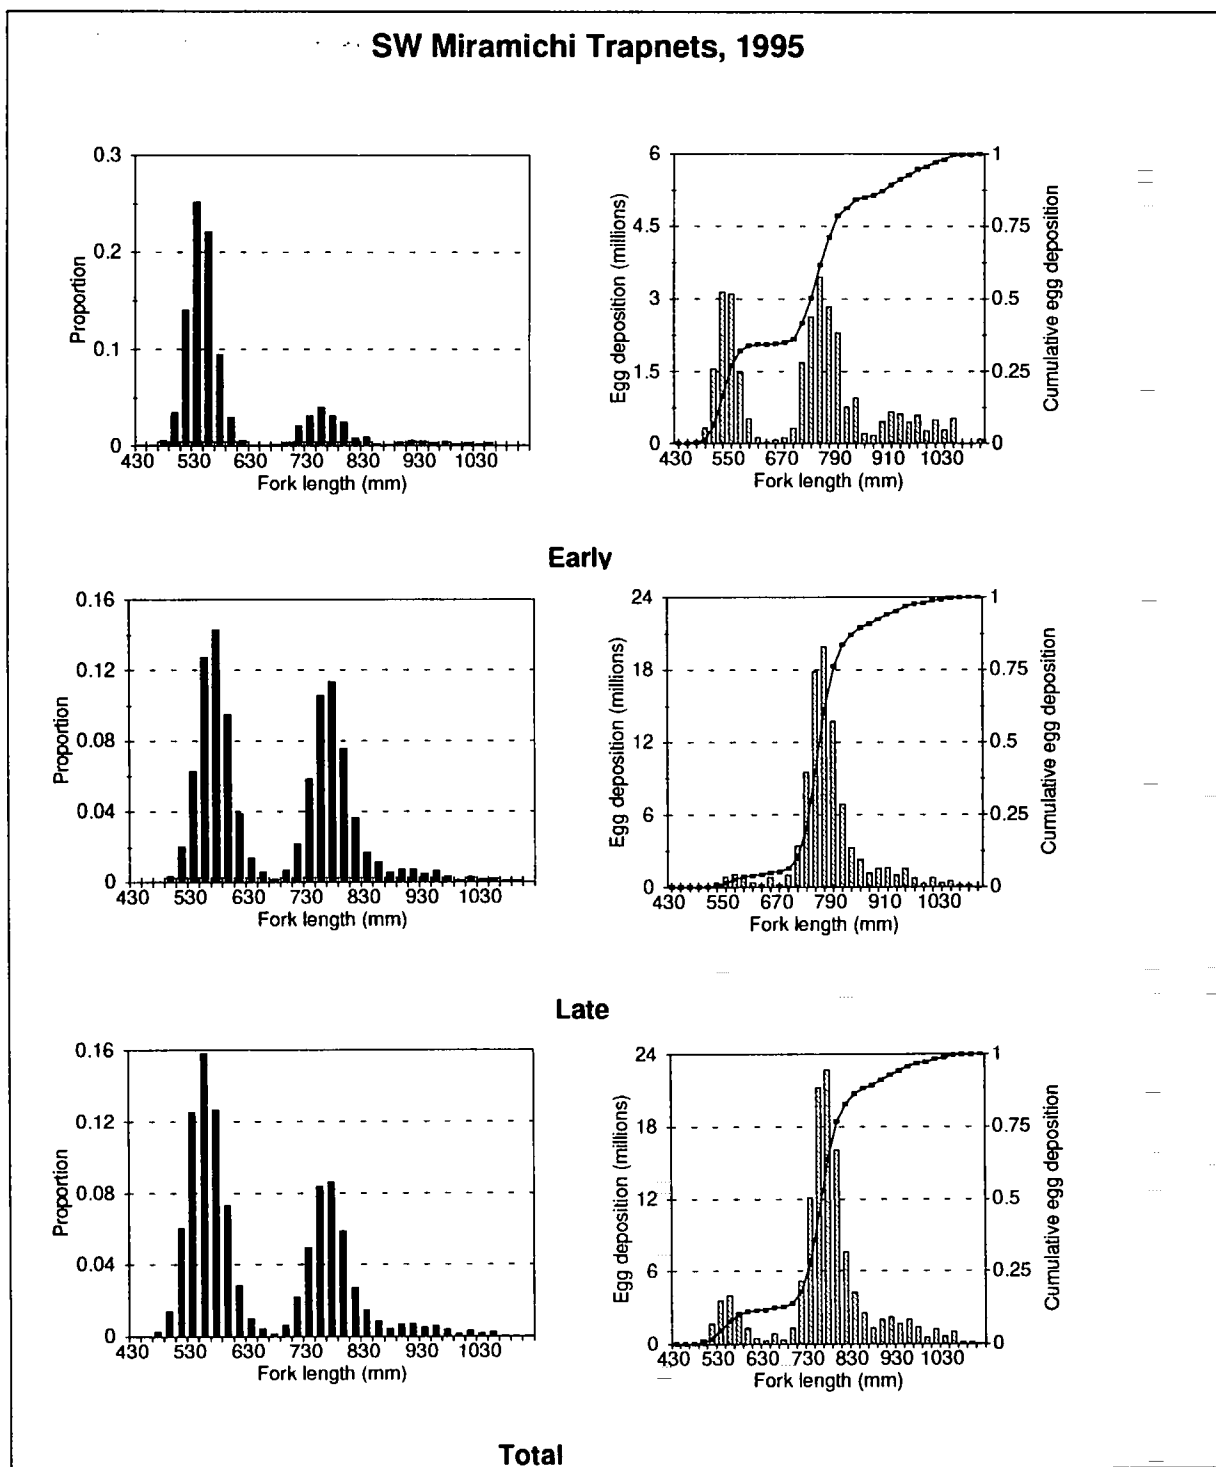 SW Miramichi Trapnets, 1995
0.3
0.2
0.1
0
Proportion
430 530 630 730 830 930 1030
Fork length (mm)
6
4.5
3
1.5
0
Egg deposition (millions)
1
0.75
0.5
0.25
0
Cumulative egg deposition
430 550 670 790 910 1030
Fork length (mm)
Early
0.16
0.12
0.08
0.04
0
Proportion
430 530 630 730 830 930 1030
Fork length (mm)
24
18
12
6
0
Egg deposition (millions)
1
0.75
0.5
0.25
0
Cumulative egg deposition
430 550 670 790 910 1030
Fork length (mm)
Late
0.16
0.12
0.08
0.04
0
Proportion
430 530 630 730 830 930 1030
Fork length (mm)
24
18
12
6
0
Egg deposition (millions)
1
0.75
0.5
0.25
0
Cumulative egg deposition
430 530 630 730 830 930 1030
Fork length (mm)
Total